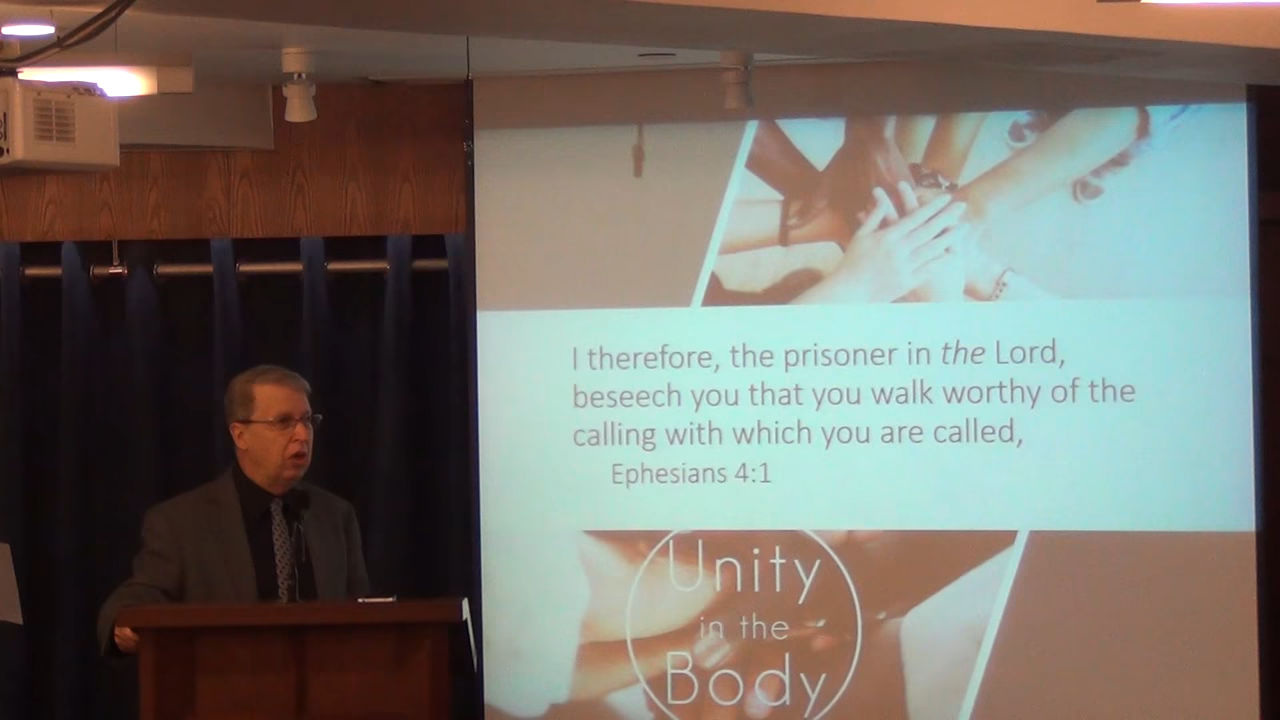 I therefore, the prisoner in the Lord,
beseech you that you walk worthy of the
calling with which you are called,
Ephesians 4:1
Unity
in the
Body